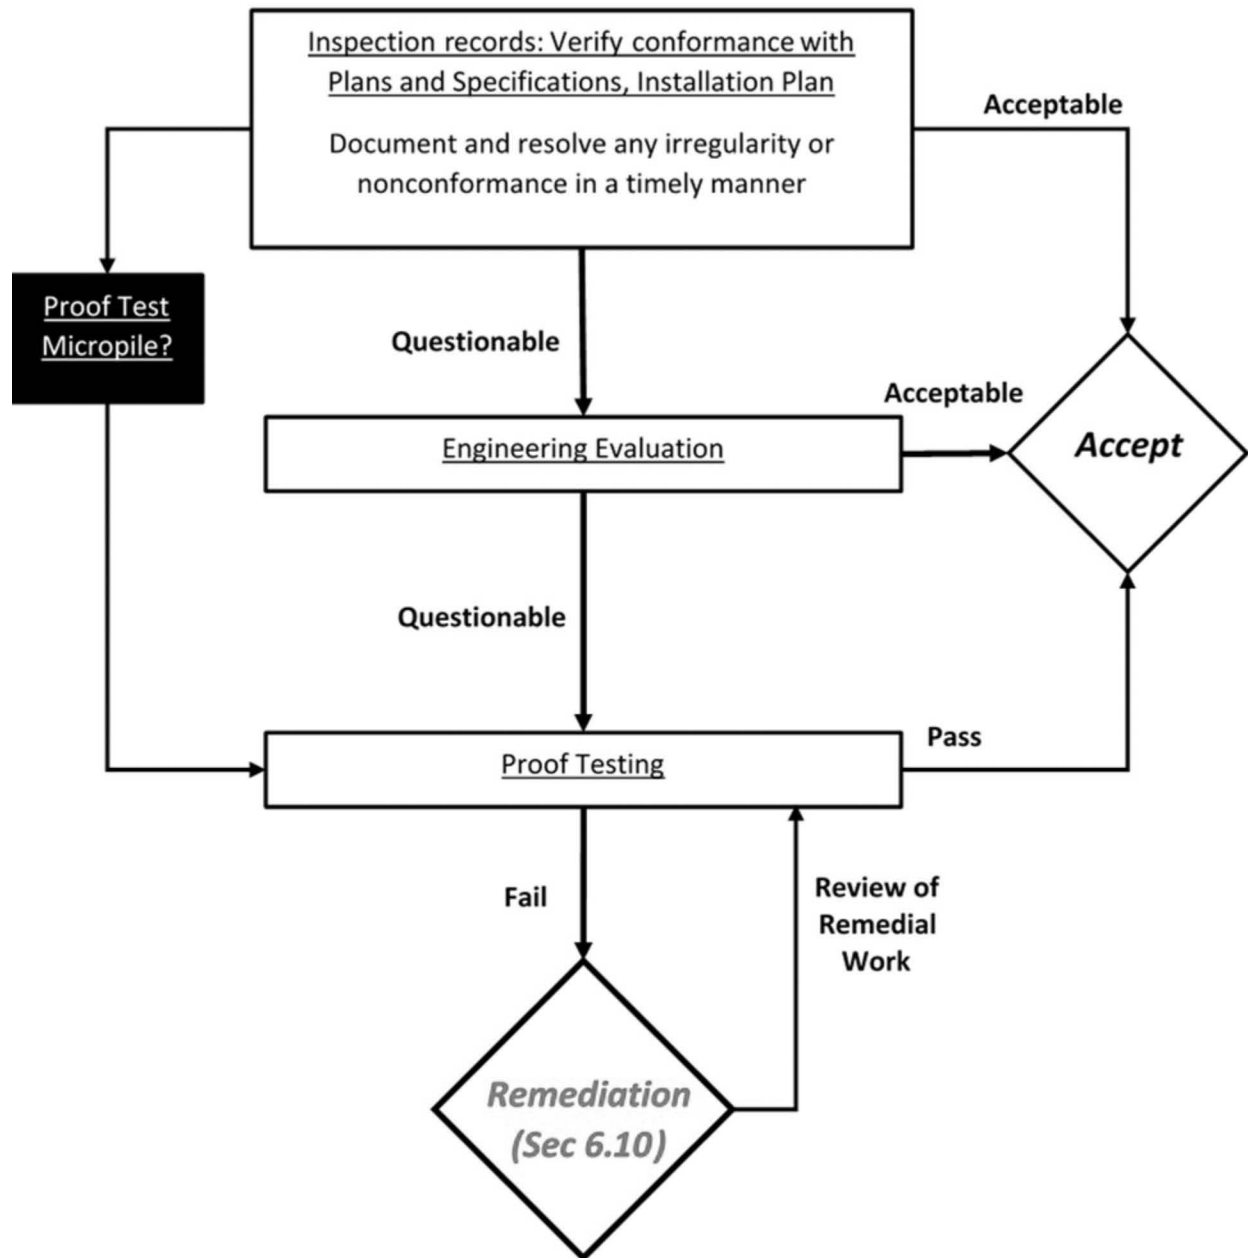 Inspection records: Verify conformance with
Plans and Specifications, Installation Plan
Document and resolve any irregularity or
nonconformance in a timely manner
Acceptable
Proof Test
Micropile?
Questionable
Acceptable
Engineering Evaluation
Accept
Questionable
Pass
Proof Testing
Fail
Review of
Remedial
Work
Remediation
(Sec 6.10)